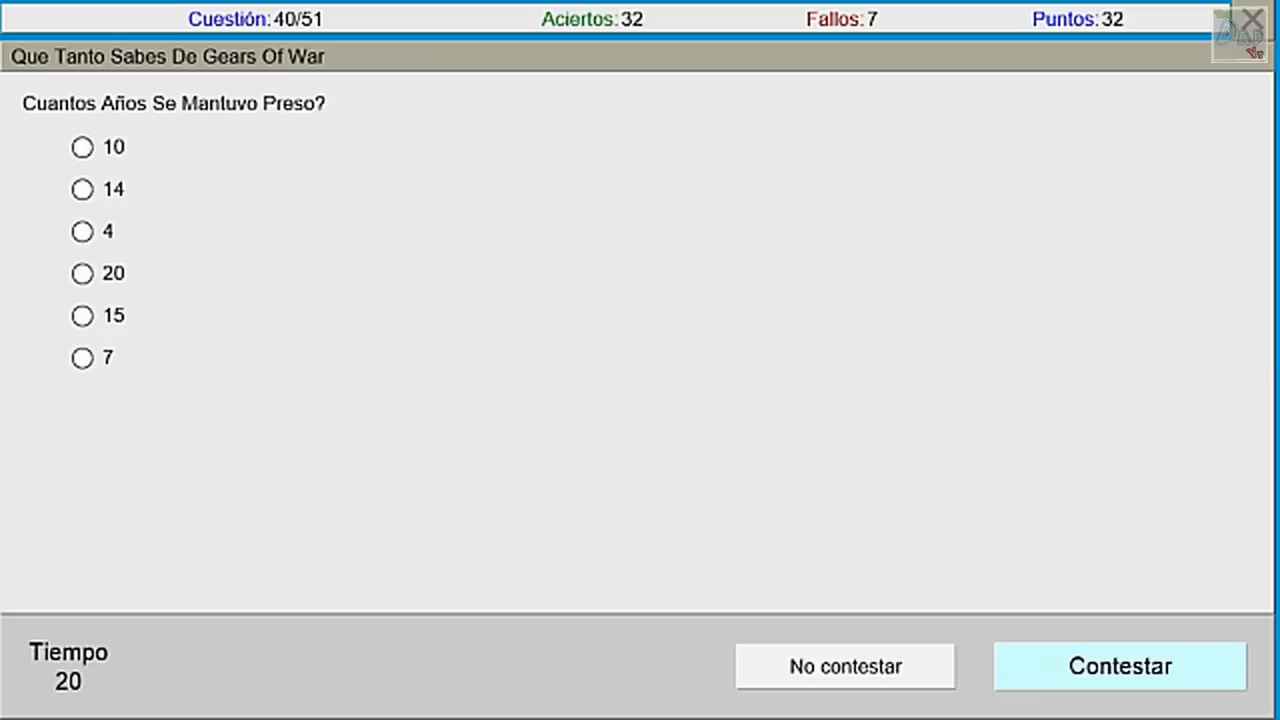 Cuestión: 40/51 Aciertos: 32 Fallos: 7 Puntos: 32
Que Tanto Sabes De Gears Of War
Cuantos Años Se Mantuvo Preso?
10
14
4
20
15
7
Tiempo
20
No contestar
Contestar